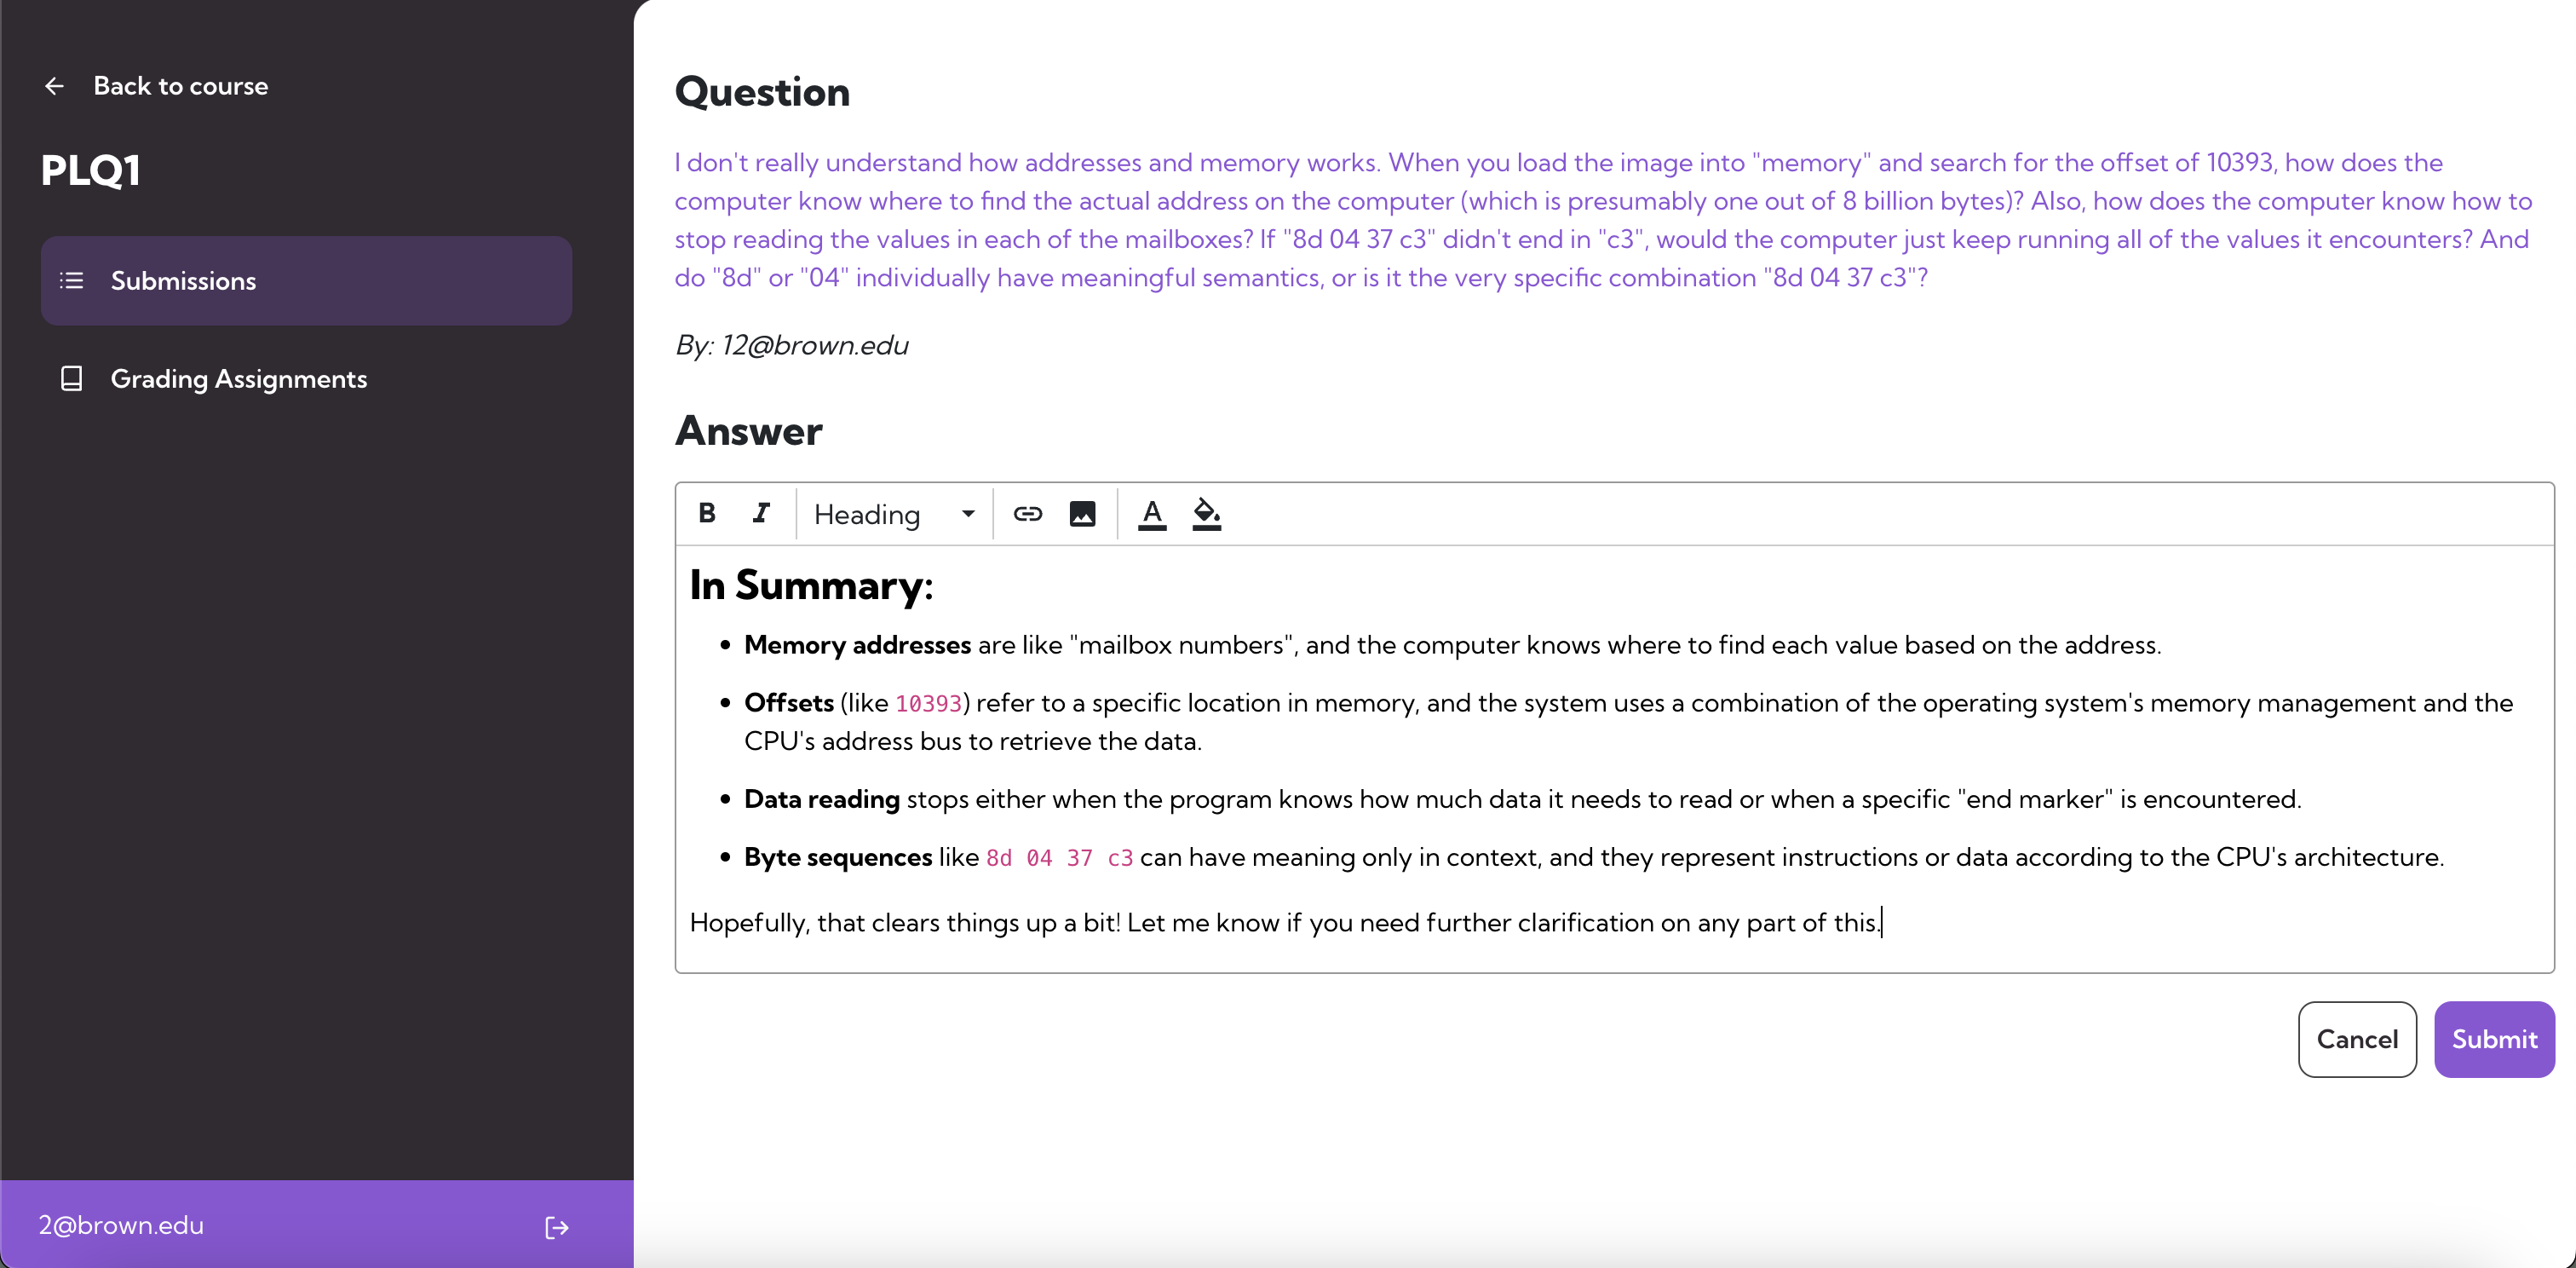 Back to course
PLQ1
Submissions
Grading Assignments
2@brown.edu
Question
I don't really understand how addresses and memory works. When you load the image into "memory" and search for the offset of 10393, how does the
computer know where to find the actual address on the computer (which is presumably one out of 8 billion bytes)? Also, how does the computer know how to
stop reading the values in each of the mailboxes? If "8d 04 37 c3" didn't end in "c3", would the computer just keep running all of the values it encounters? And
do "8d" or "04" individually have meaningful semantics, or is it the very specific combination "8d 04 37 c3"?
By: 12@brown.edu
Answer
B I Heading A
In Summary:
• Memory addresses are like "mailbox numbers", and the computer knows where to find each value based on the address.
• Offsets (like 10393) refer to a specific location in memory, and the system uses a combination of the operating system's memory management and the
CPU's address bus to retrieve the data.
• Data reading stops either when the program knows how much data it needs to read or when a specific "end marker" is encountered.
• Byte sequences like 8d 04 37 c3 can have meaning only in context, and they represent instructions or data according to the CPU's architecture.
Hopefully, that clears things up a bit! Let me know if you need further clarification on any part of this.
Cancel
Submit